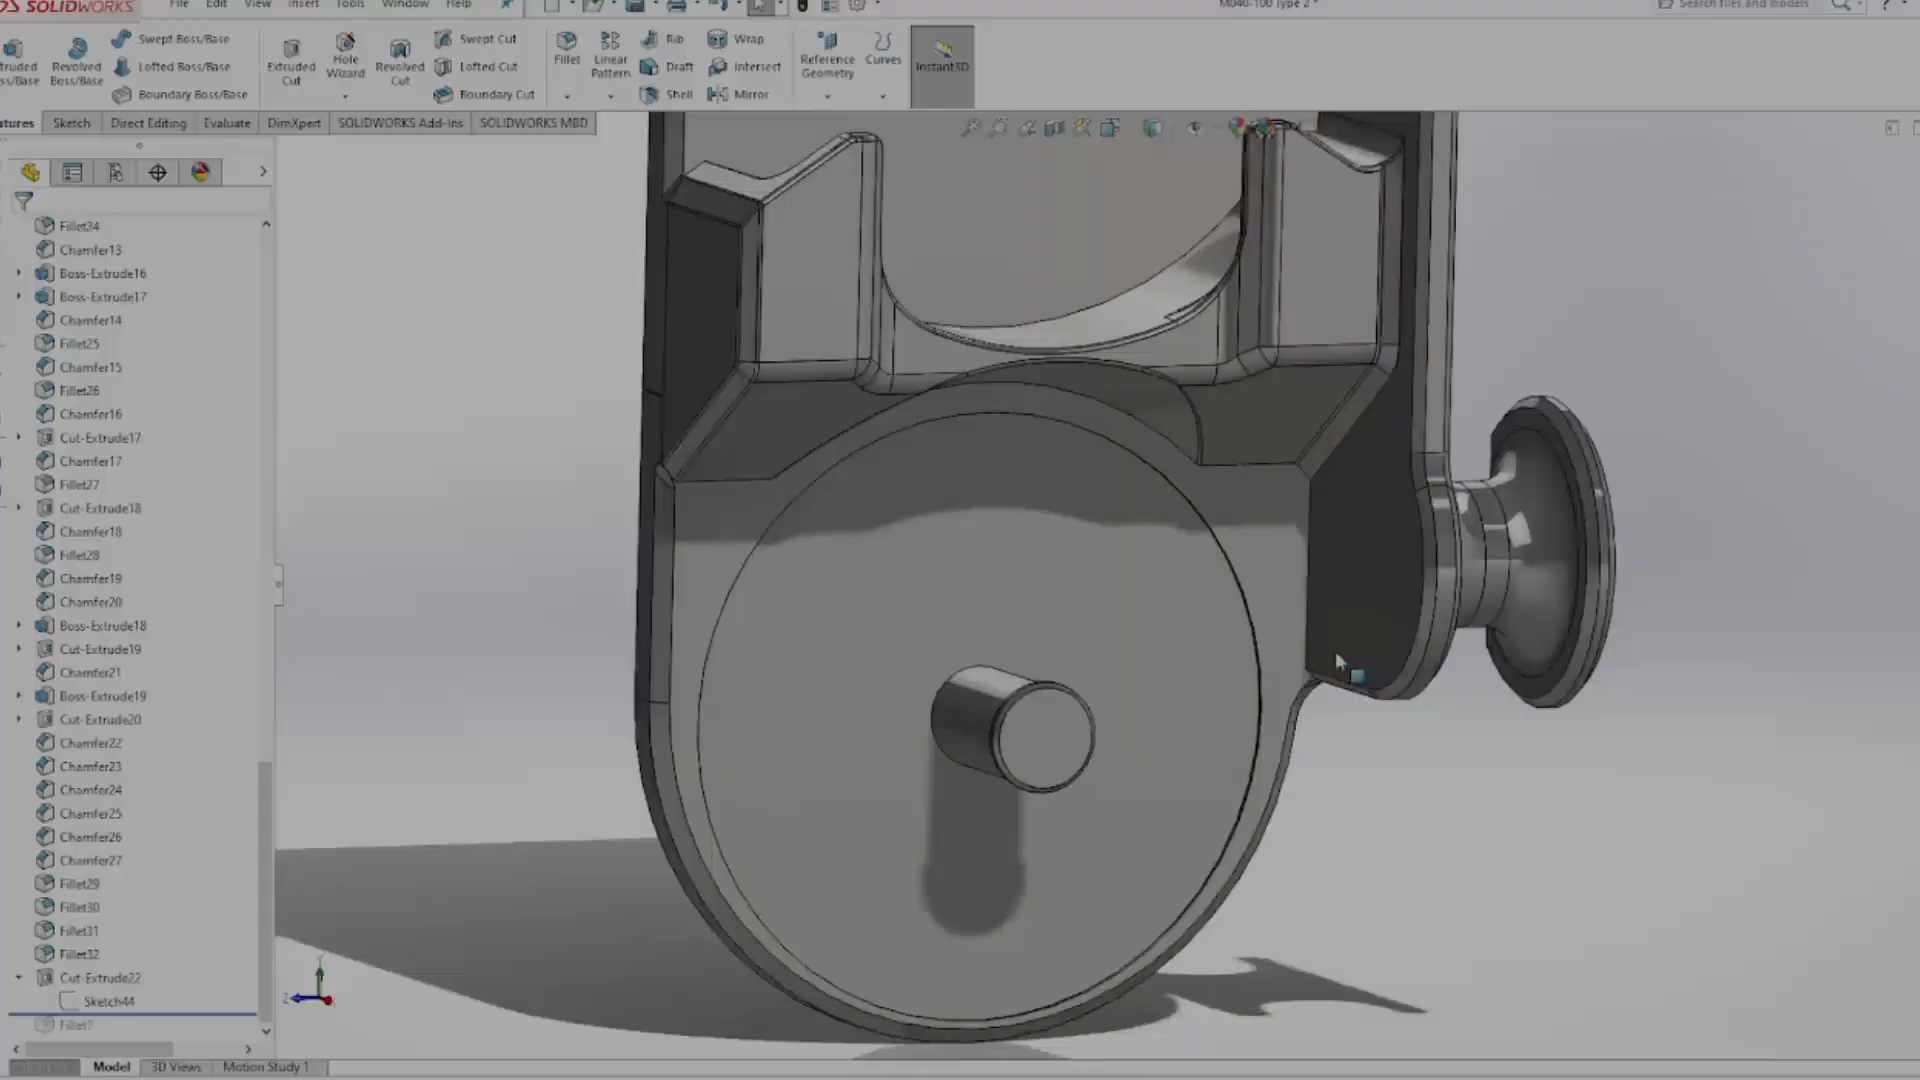 SOLIDWORKS File Edit View Insert Tools Window Help M040-100 Type 2 * Search files and models
Swept Boss/Base Swept Cut Rib Wrap
truded Revolved Lofted Boss/Base Extruded Hole Revolved Lofted Cut Fillet Linear Draft Intersect Reference Curves Instant3D
ss/Base Boss/Base Cut Wizard Cut Pattern Geometry
Boundary Boss/Base Boundary Cut Shell Mirror
tures Sketch Direct Editing Evaluate DimXpert SOLIDWORKS Add-Ins SOLIDWORKS MBD
Fillet24
Chamfer13
Boss-Extrude16
Boss-Extrude17
Chamfer14
Fillet25
Chamfer15
Fillet26
Chamfer16
Cut-Extrude17
Chamfer17
Fillet27
Cut-Extrude18
Chamfer18
Fillet28
Chamfer19
Chamfer20
Boss-Extrude18
Cut-Extrude19
Chamfer21
Boss-Extrude19
Cut-Extrude20
Chamfer22
Chamfer23
Chamfer24
Chamfer25
Chamfer26
Chamfer27
Fillet29
Fillet30
Fillet31
Fillet32
Cut-Extrude22
Sketch44
Fillet7
Z
Model 3D Views Motion Study 1